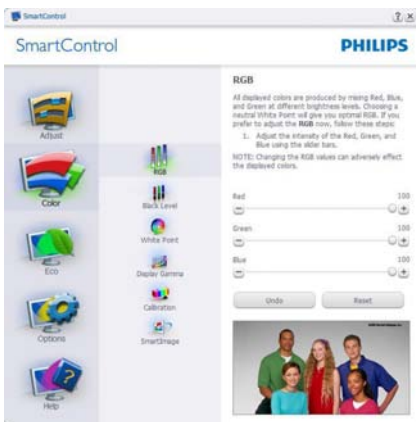 SmartControl
SmartControl
PHILIPS
Adjust
Color
Eco
Options
Help
RGB
Black Level
White Point
Display Gamma
Calibration
SmartImage
RGB
All displayed colors are produced by mixing Red, Blue,
and Green at different brightness levels. Choosing a
neutral White Point will give you optimal RGB. If you
prefer to adjust the RGB now, follow these steps:
1. Adjust the intensity of the Red, Green, and
Blue using the slider bars.
NOTE: Changing the RGB values can adversely effect
the displayed colors.
Red 100
Green 100
Blue 100
Undo Reset